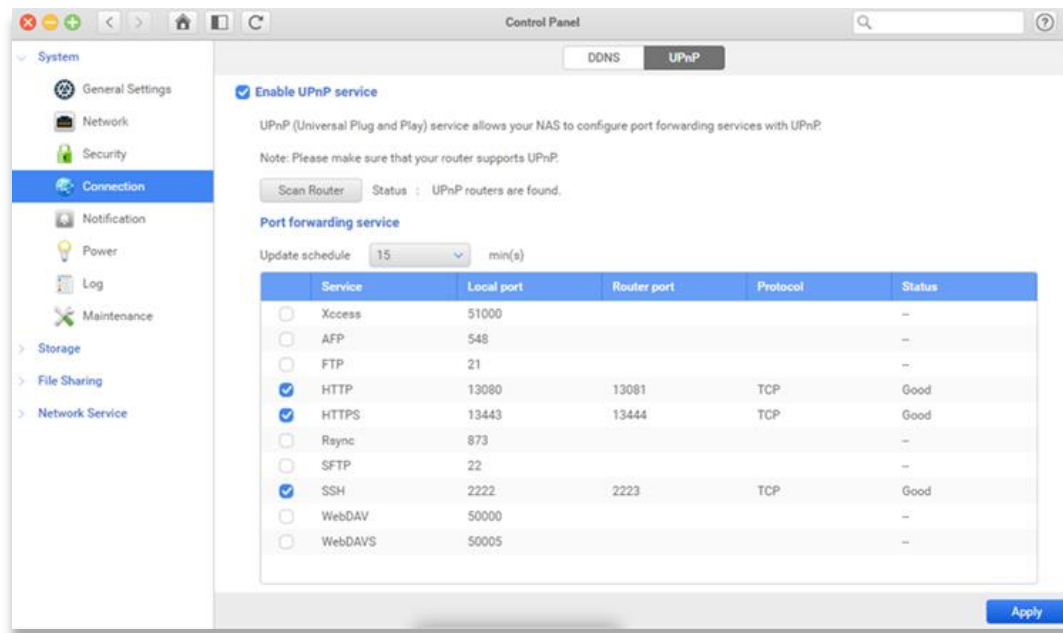 Control Panel
System
General Settings
Network
Security
Connection
Notification
Power
Log
Maintenance
Storage
File Sharing
Network Service
DDNS UPnP
Enable UPnP service
UPnP (Universal Plug and Play) service allows your NAS to configure port forwarding services with UPnP.
Note: Please make sure that your router supports UPnP.
Scan Router Status : UPnP routers are found.
Port forwarding service
Update schedule 15 min(s)
Service Local port Router port Protocol Status
Xccess 51000 --
AFP 548 --
FTP 21 --
HTTP 13080 13081 TCP Good
HTTPS 13443 13444 TCP Good
Rsync 873 --
SFTP 22 --
SSH 2222 2223 TCP Good
WebDAV 50000 --
WebDAVS 50005 --
Apply